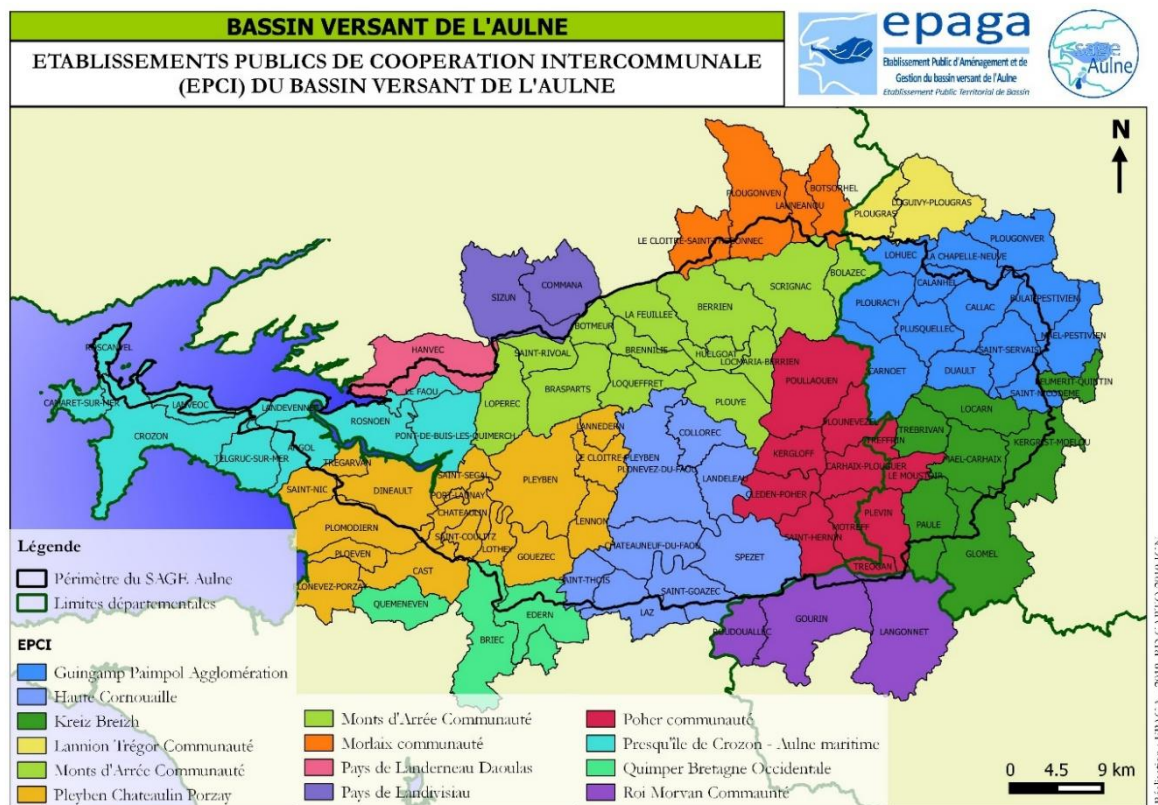 BASSIN VERSANT DE L'AULNE
ETABLISSEMENTS PUBLICS DE COOPERATION INTERCOMMUNALE
(EPCI) DU BASSIN VERSANT DE L'AULNE
epaga
Etablissement Public d'Aménagement et de
Gestion du bassin versant de l'Aulne
Etablissement Public Territorial de Bassin
sage
Aulne
N
PLOUGONVEN
BOTSORHEL
LANNEANOU
LE CLOITRE-SAINT-THEGONNEC
PLOUGRAS
LOGUIVY-PLOUGRAS
PLOUGONVER
LOHUEC
LA CHAPELLE-NEUVE
BOLAZEC
SCRIGNAC
CALANHEL
CALLAC
BULAT-PESTIVIEN
PLOURAC'H
PLUSQUELLEC
MAEL-PESTIVIEN
SAINT-SERVAIS
CARNOET
DUAULT
SAINT-NICODEME
PEUMERIT-QUINTIN
SIZUN
COMMANA
BOTMEUR
LA FEUILLEE
BERRIEN
HANVEC
SAINT-RIVOAL
BRENNILIS
HUELGOAT
LOCMARIA-BERRIEN
POULLAOUEN
BRASPARTS
LOQUEFFRET
PLOUYE
LOPEREC
ROSCANVEL
CAMARET-SUR-MER
LANVEOC
LANDEVENNEC
LE FAOU
ROSNOEN
PONT-DE-BUIS-LES-QUIMERCH
CROZON
TELGRUC-SUR-MER
ARGOL
TREGARVAN
SAINT-NIC
DINEAULT
LANNEDERN
LE CLOITRE-PLEYBEN
PLEYBEN
COLLOREC
PLONEVEZ-DU-FAOU
LANDELEAU
PLOUNEVEZEL
TREFFRIN
TREBRIVAN
LOCARN
KERGRIST-MOELOU
MAEL-CARHAIX
KERGLOFF
CARHAIX-PLOUGUER
LE MOUSTOIR
CLEDEN-POHER
PLEVIN
PAULE
GLOMEL
MOTREFF
SAINT-HERNIN
TREOGAN
SAINT-SEGAL
PORT-LAUNAY
CHATEAULIN
SAINT-COULITZ
LOTHEY
GOUEZEC
LENNON
PLOMODIERN
PLOEVEN
CAST
PLONEVEZ-PORZAY
QUEMENEVEN
BRIEC
EDERN
CHATEAUNEUF-DU-FAOU
SPEZET
SAINT-THOIS
SAINT-GOAZEC
LAZ
ROUDOUALLEC
GOURIN
LANGONNET
Légende
Périmètre du SAGE Aulne
Limites départementales
EPCI
Guingamp Paimpol Agglomération
Haute Cornouaille
Kreiz Breizh
Lannion Trégor Communauté
Monts d'Arrée Communauté
Pleyben Chateaulin Porzay
Monts d'Arrée Communauté
Morlaix communauté
Pays de Landerneau Daoulas
Pays de Landivisiau
Poher communauté
Presqu'île de Crozon - Aulne maritime
Quimper Bretagne Occidentale
Roi Morvan Communauté
0 4.5 9 km